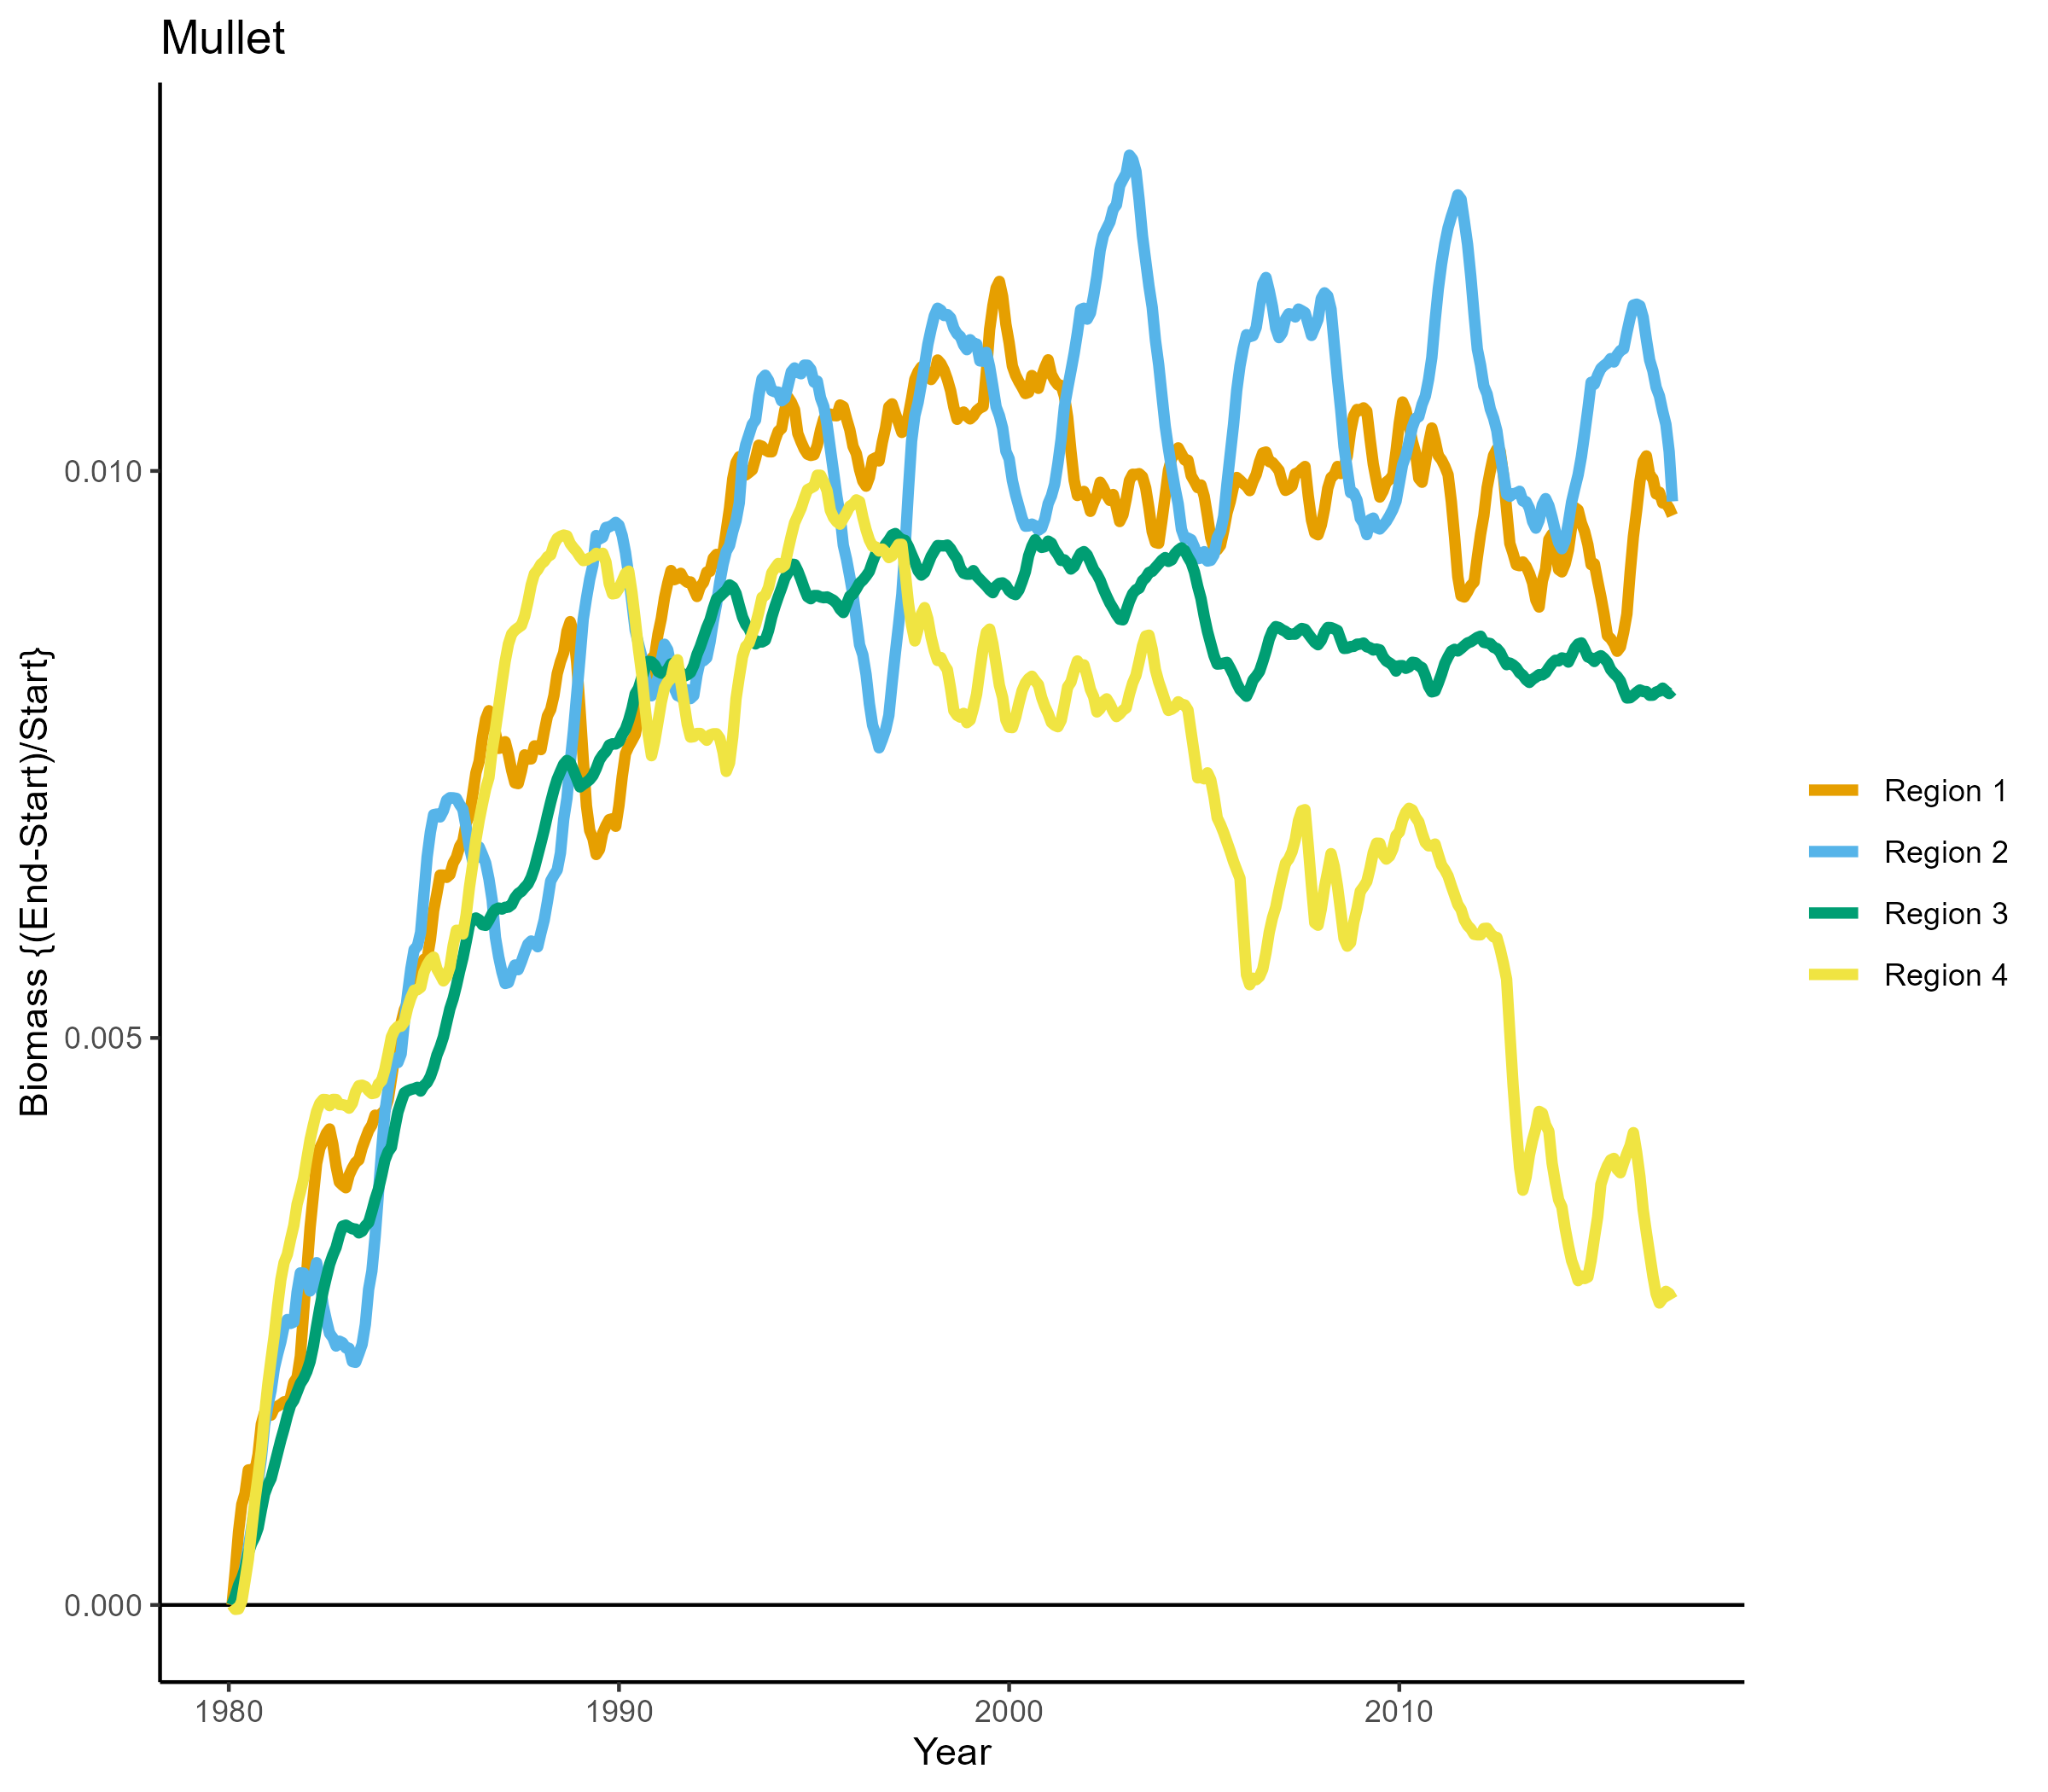 Mullet
Biomass {(End-Start)/Start}
0.010
0.005
0.000
1980
1990
2000
2010
Year
Region 1
Region 2
Region 3
Region 4